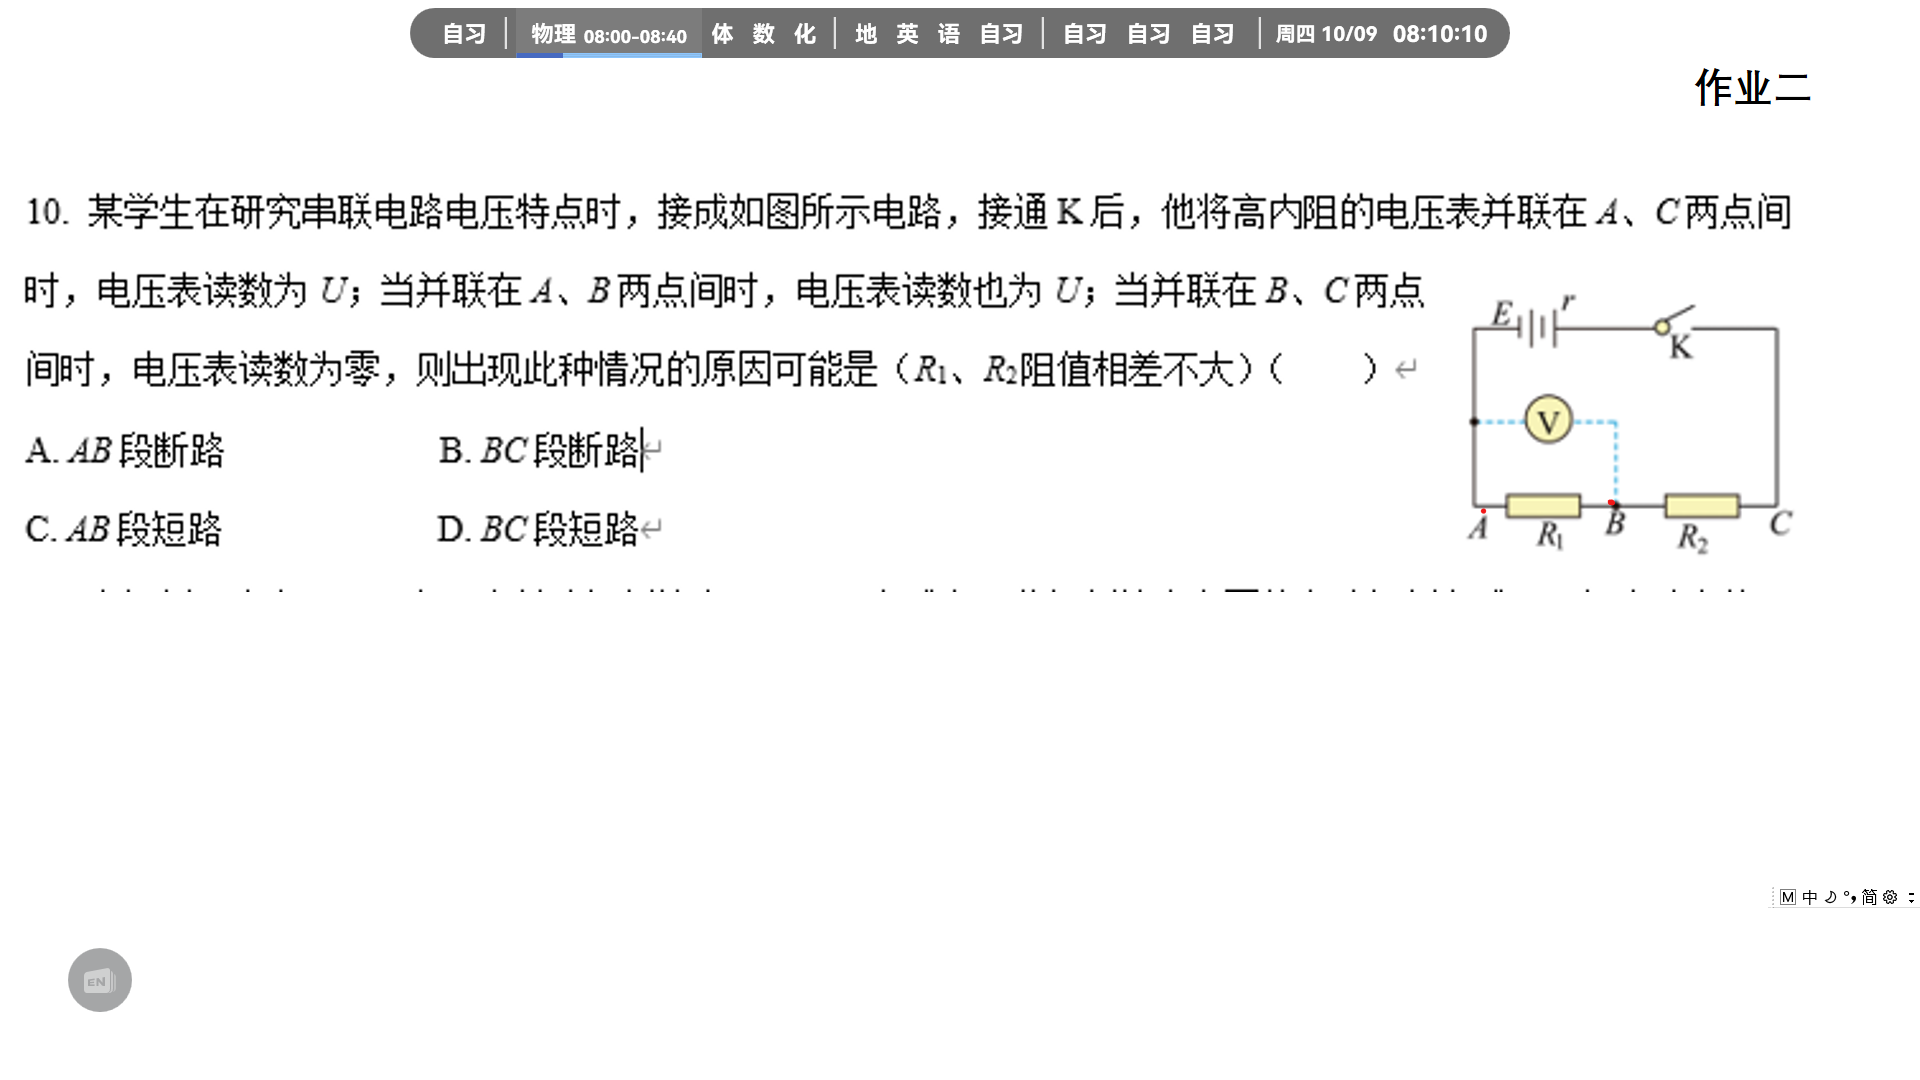 自习 物理 08:00-08:40 体 数 化 地 英 语 自习 自习 自习 自习 周四 10/09 08:10:10
作业二
10. 某学生在研究串联电路电压特点时，接成如图所示电路，接通 K 后，他将高内阻的电压表并联在 A、C 两点间
时，电压表读数为 U；当并联在 A、B 两点间时，电压表读数也为 U；当并联在 B、C 两点
间时，电压表读数为零，则出现此种情况的原因可能是（R1、R2阻值相差不大）（ ）
A. AB 段断路 B. BC 段断路
C. AB 段短路 D. BC 段短路
E r
K
V
A R1 B R2 C
M 中 简
EN